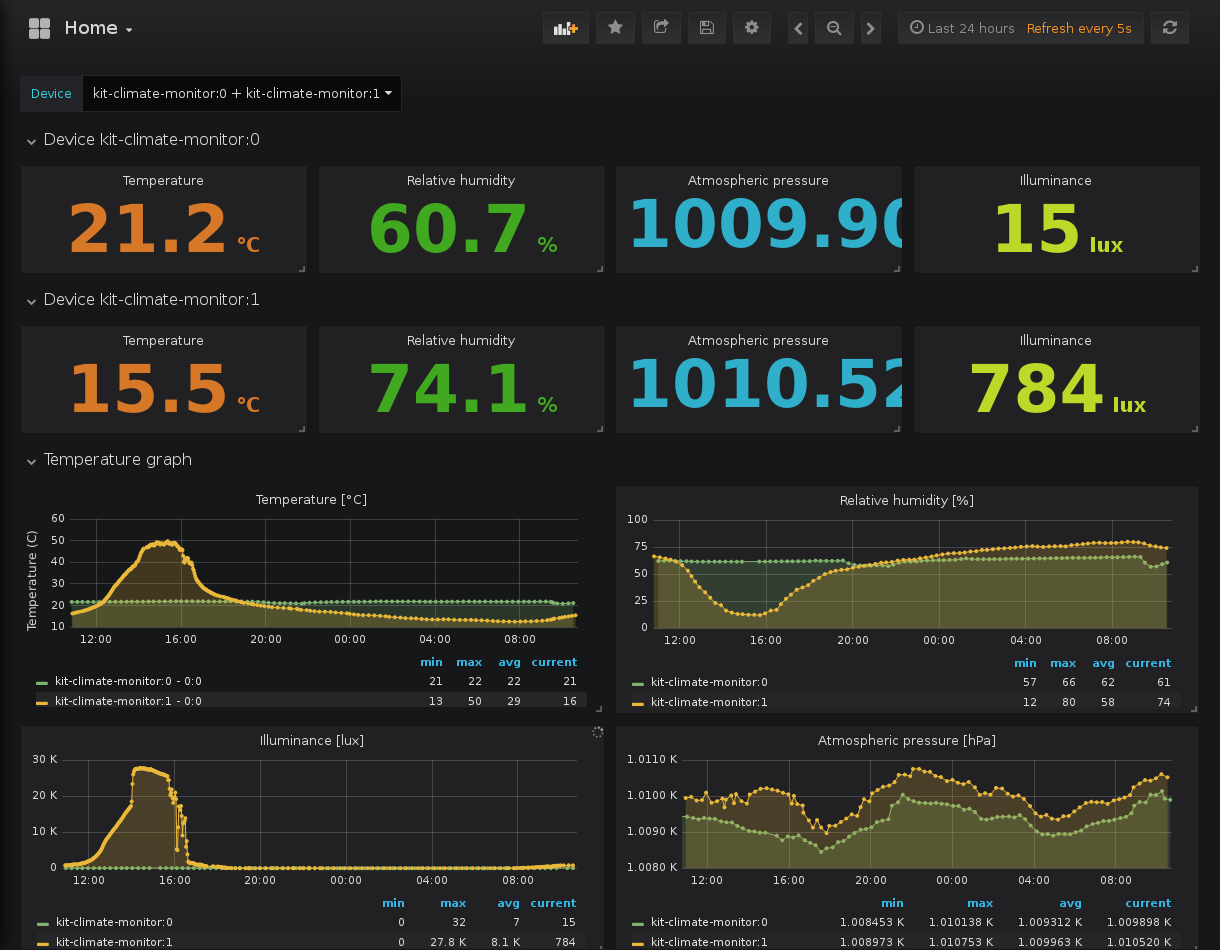 Home
Last 24 hours Refresh every 5s
Device kit-climate-monitor:0 + kit-climate-monitor:1
Device kit-climate-monitor:0
Temperature Relative humidity Atmospheric pressure Illuminance
21.2 °C 60.7 % 1009.90 15 lux
Device kit-climate-monitor:1
Temperature Relative humidity Atmospheric pressure Illuminance
15.5 °C 74.1 % 1010.52 784 lux
Temperature graph
Temperature [°C]
Temperature (C)
60
50
40
30
20
10
12:00 16:00 20:00 00:00 04:00 08:00
min max avg current
kit-climate-monitor:0 - 0:0 21 22 22 21
kit-climate-monitor:1 - 0:0 13 50 29 16
Relative humidity [%]
100
75
50
25
0
12:00 16:00 20:00 00:00 04:00 08:00
min max avg current
kit-climate-monitor:0 57 66 62 61
kit-climate-monitor:1 12 80 58 74
Illuminance [lux]
30 K
20 K
10 K
0
12:00 16:00 20:00 00:00 04:00 08:00
min max avg current
kit-climate-monitor:0 0 32 7 15
kit-climate-monitor:1 0 27.8 K 8.1 K 784
Atmospheric pressure [hPa]
1.0110 K
1.0100 K
1.0090 K
1.0080 K
12:00 16:00 20:00 00:00 04:00 08:00
min max avg current
kit-climate-monitor:0 1.008453 K 1.010138 K 1.009312 K 1.009898 K
kit-climate-monitor:1 1.008973 K 1.010753 K 1.009963 K 1.010520 K